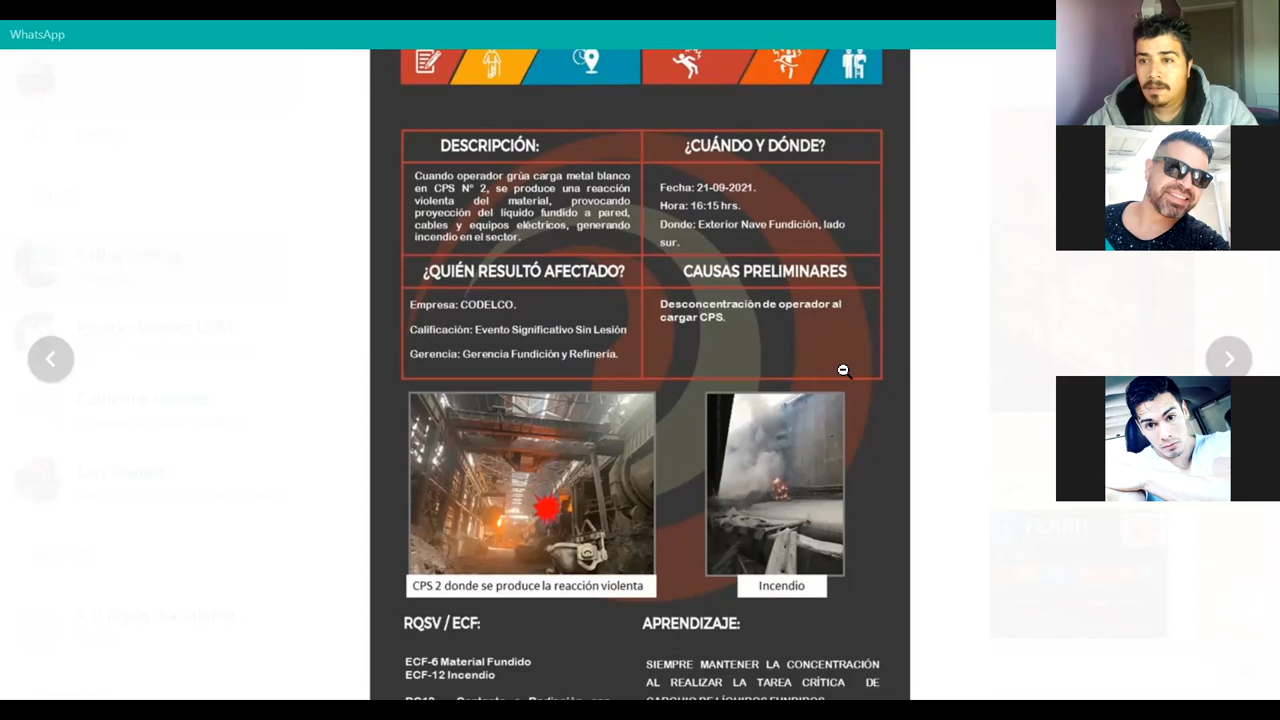 WhatsApp
DESCRIPCIÓN:
Cuando operador grúa carga metal blanco
en CPS Nº 2, se produce una reacción
violenta del material, provocando
proyección del líquido fundido a pared,
cables y equipos eléctricos, generando
incendio en el sector.
¿CUÁNDO Y DÓNDE?
Fecha: 21-09-2021.
Hora: 16:15 hrs.
Donde: Exterior Nave Fundición, lado
sur.
¿QUIÉN RESULTÓ AFECTADO?
Empresa: CODELCO.
Calificación: Evento Significativo Sin Lesión
Gerencia: Gerencia Fundición y Refinería.
CAUSAS PRELIMINARES
Desconcentración de operador al
cargar CPS.
CPS 2 donde se produce la reacción violenta
Incendio
RQSV / ECF:
ECF-6 Material Fundido
ECF-12 Incendio
APRENDIZAJE:
SIEMPRE MANTENER LA CONCENTRACIÓN
AL REALIZAR LA TAREA CRÍTICA DE